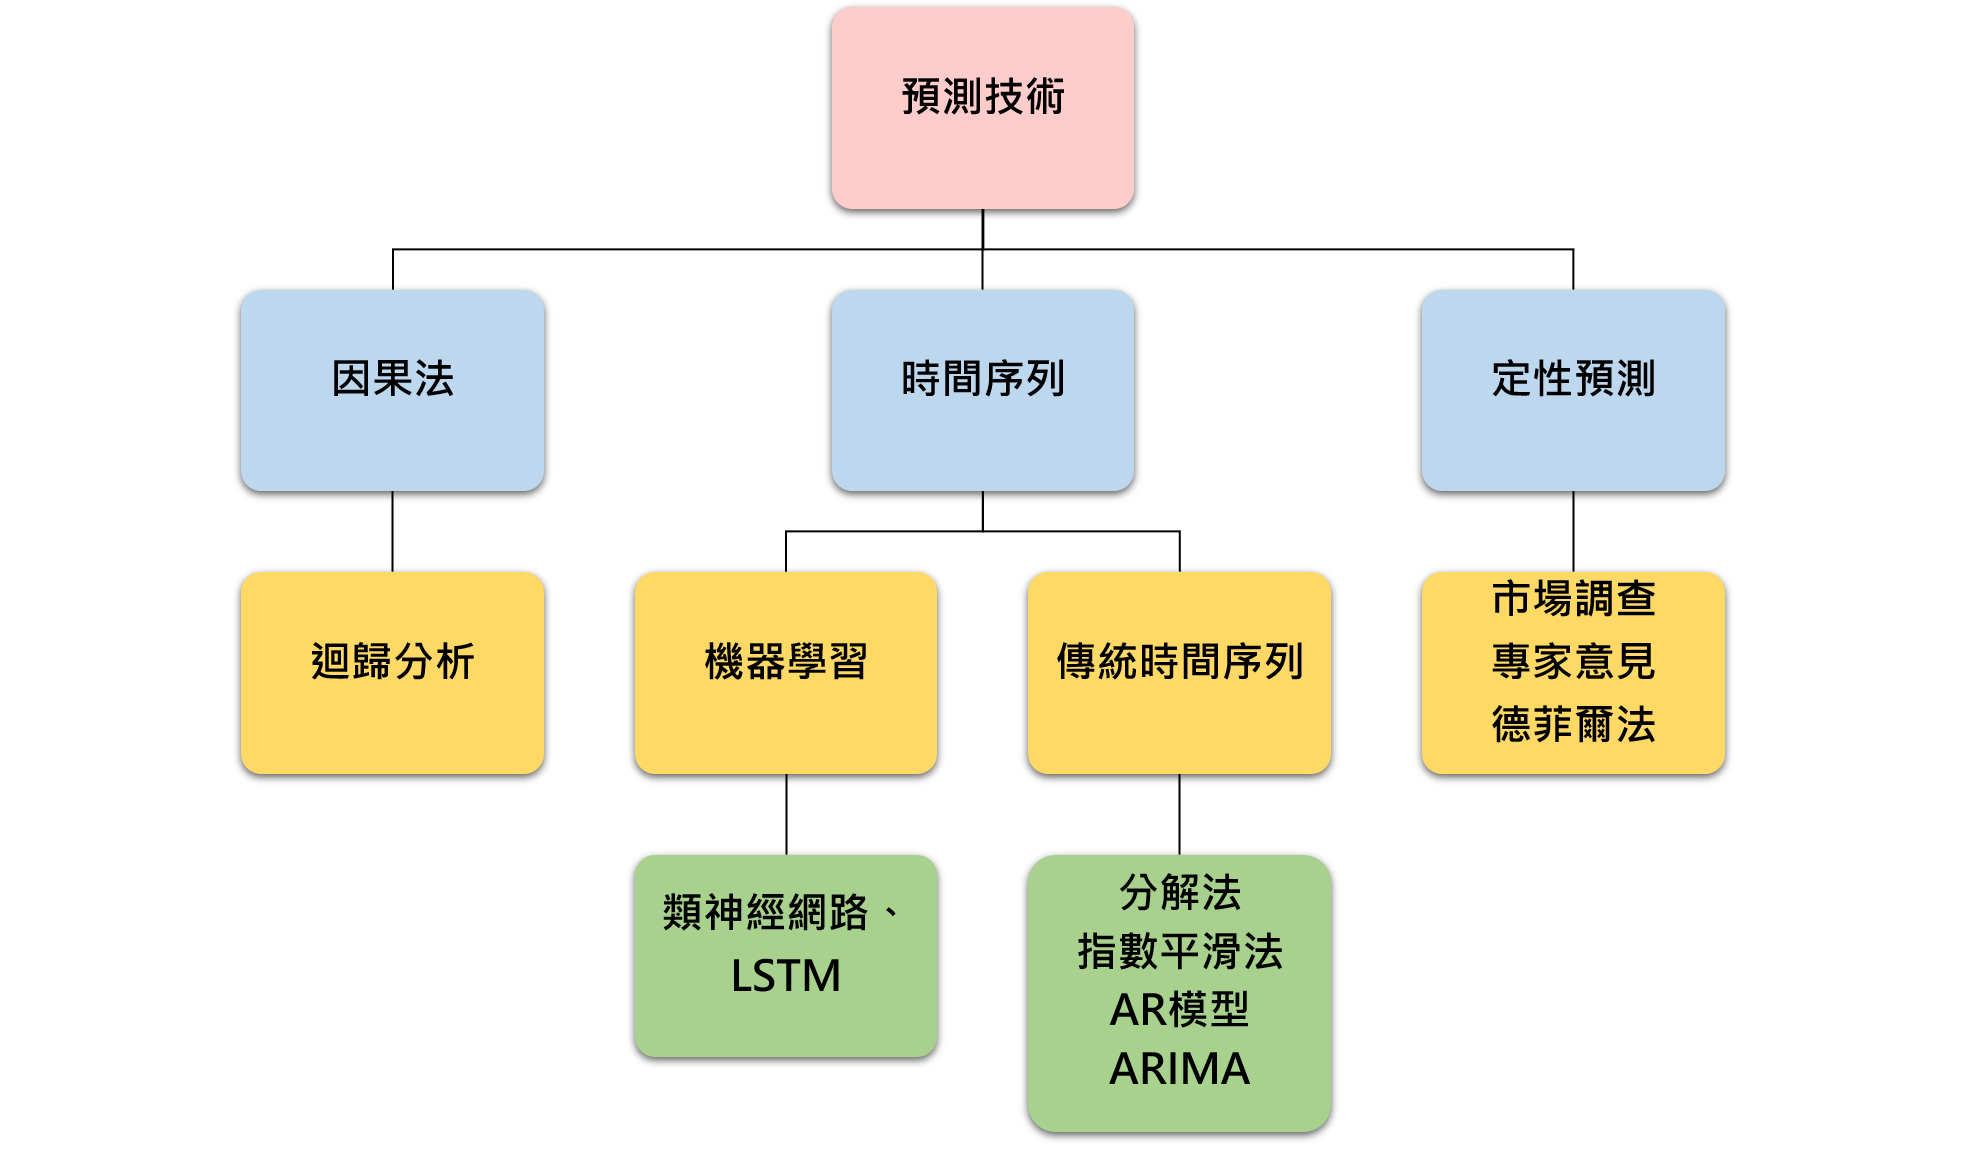 預測技術
因果法
時間序列
定性預測
迴歸分析
機器學習
傳統時間序列
市場調查
專家意見
德菲爾法
類神經網路、
LSTM
分解法
指數平滑法
AR模型
ARIMA